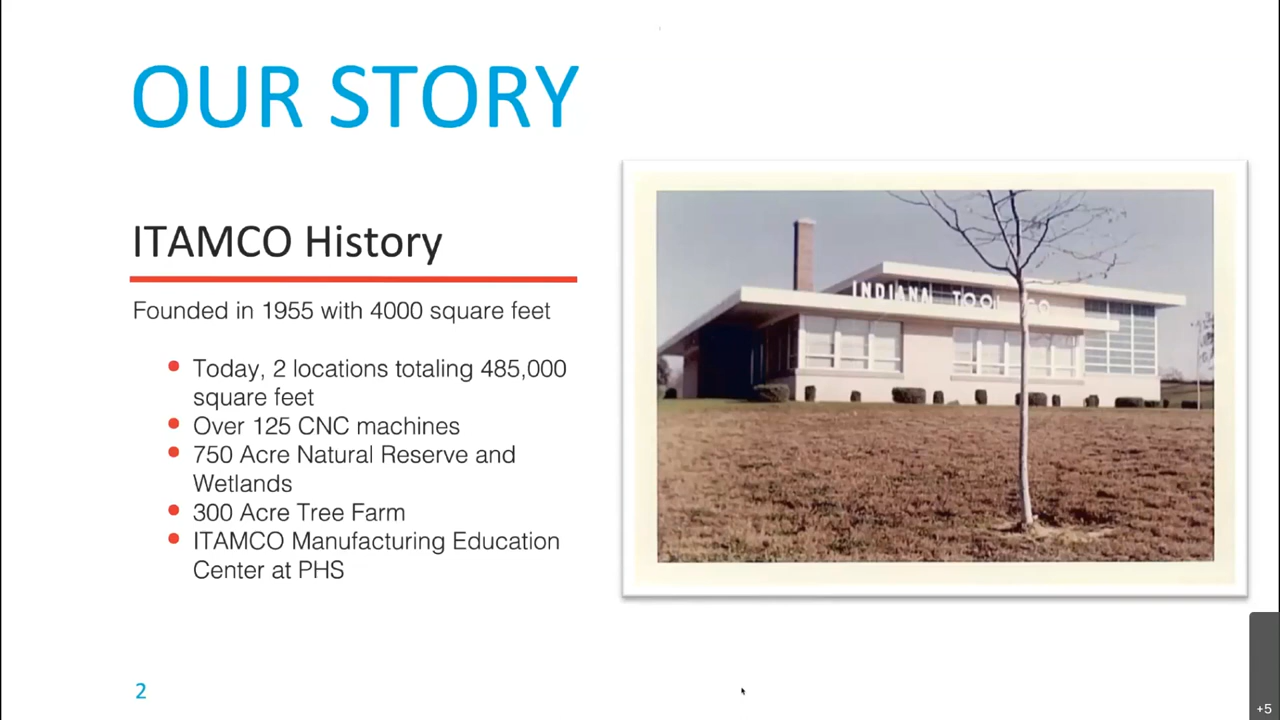 OUR STORY
ITAMCO History
Founded in 1955 with 4000 square feet
Today, 2 locations totaling 485,000
square feet
Over 125 CNC machines
750 Acre Natural Reserve and
Wetlands
300 Acre Tree Farm
ITAMCO Manufacturing Education
Center at PHS
INDIANA TOOL CO
2
+5